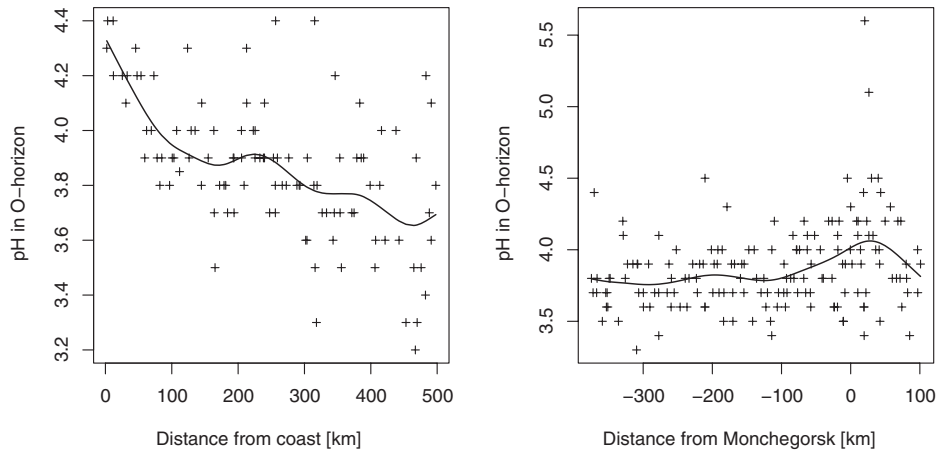 4.4
4.2
4.0
3.8
3.6
3.4
3.2
pH in O−horizon
0 100 200 300 400 500
Distance from coast [km]
5.5
5.0
4.5
4.0
3.5
pH in O−horizon
−300 −200 −100 0 100
Distance from Monchegorsk [km]